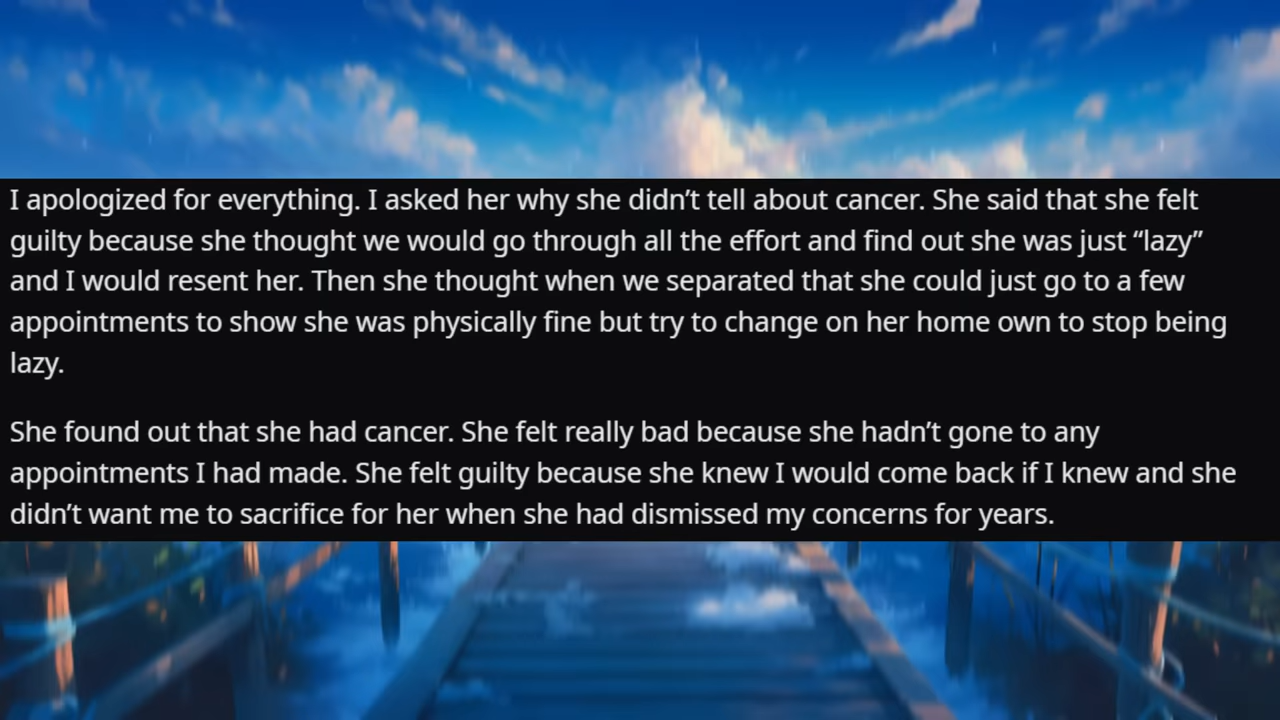 I apologized for everything. I asked her why she didn’t tell about cancer. She said that she felt
guilty because she thought we would go through all the effort and find out she was just “lazy”
and I would resent her. Then she thought when we separated that she could just go to a few
appointments to show she was physically fine but try to change on her home own to stop being
lazy.
She found out that she had cancer. She felt really bad because she hadn’t gone to any
appointments I had made. She felt guilty because she knew I would come back if I knew and she
didn’t want me to sacrifice for her when she had dismissed my concerns for years.